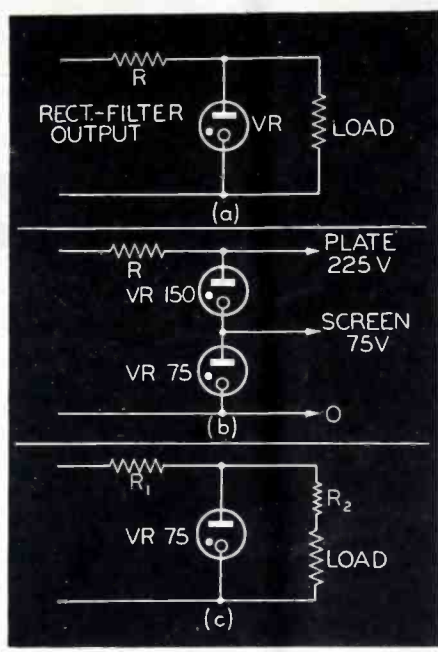 R
RECT.-FILTER
OUTPUT
VR
LOAD
(a)
R
PLATE
225 V
VR 150
SCREEN
75V
VR 75
O
(b)
R1
R2
VR 75
LOAD
(c)